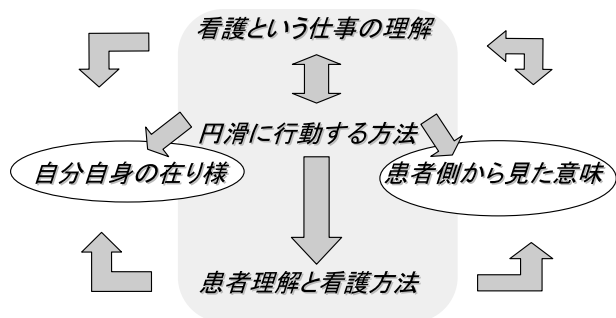 看護という仕事の理解
円滑に行動する方法
自分自身の在り様
患者側から見た意味
患者理解と看護方法